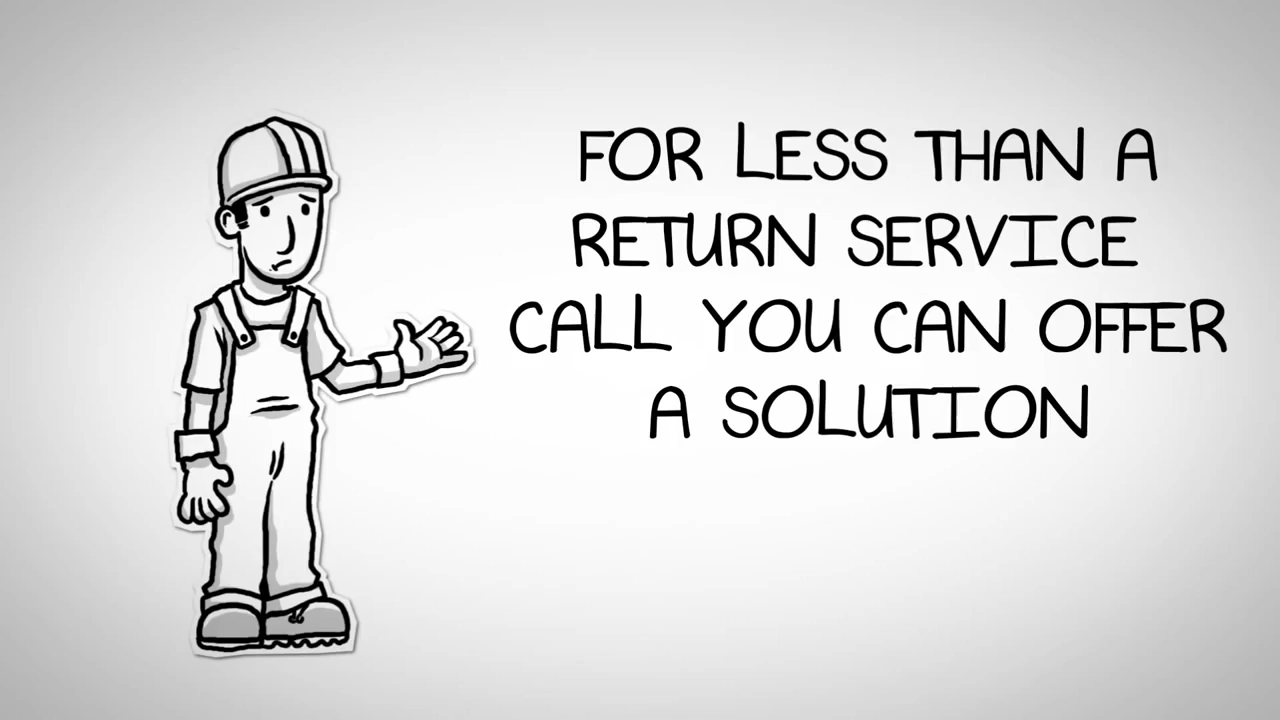 FOR LESS THAN A
RETURN SERVICE
CALL YOU CAN OFFER
A SOLUTION